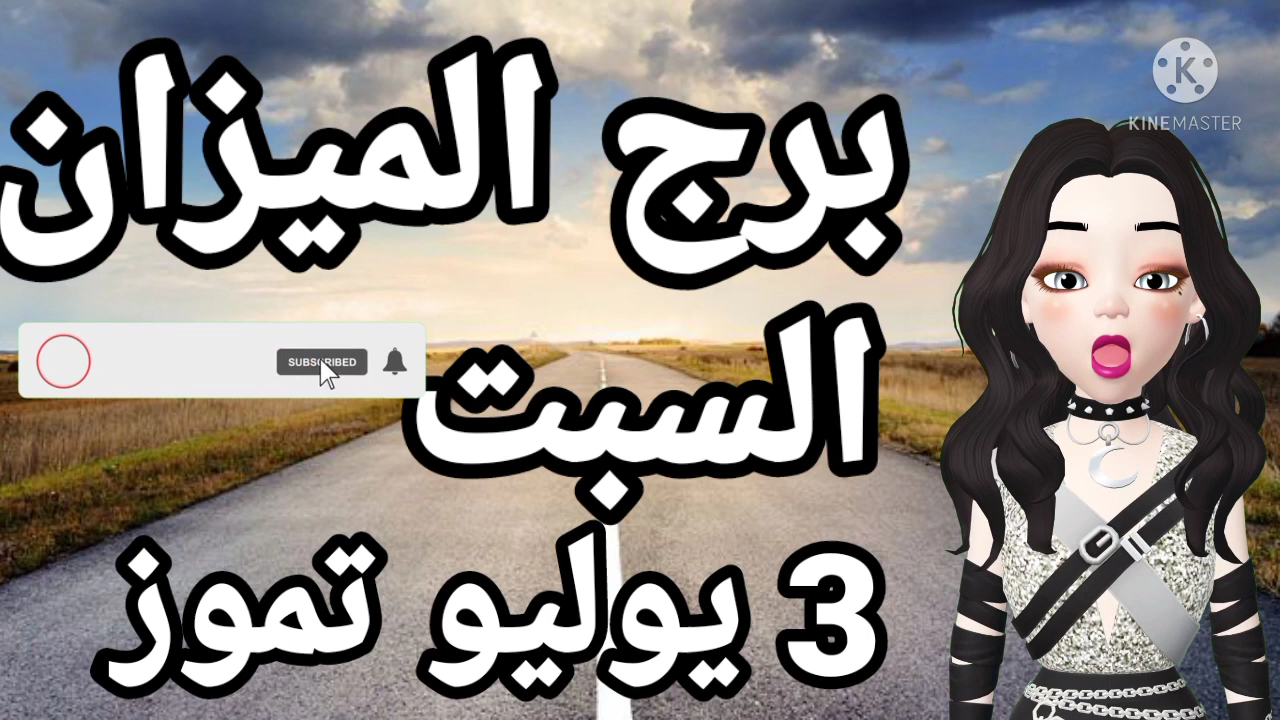 برج الميزان
السبت
3 يوليو تموز
SUBSCRIBED
KINEMASTER